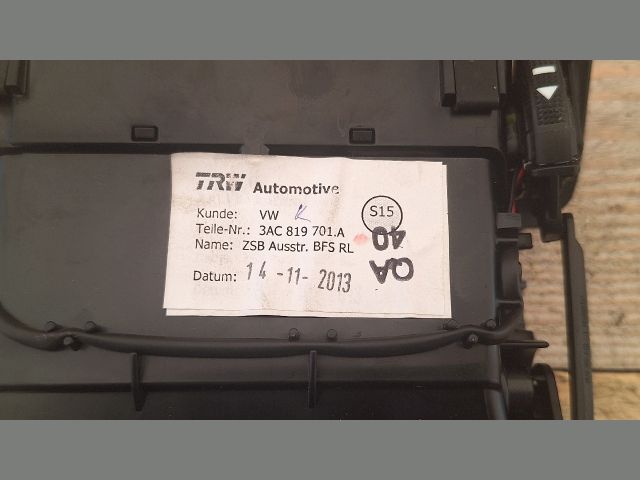 TRW Automotive
Kunde: VW K
S15
Teile-Nr.: 3AC 819 701.A
Name: ZSB Ausstr. BFS RL
Datum: 14-11-2013
QA
40